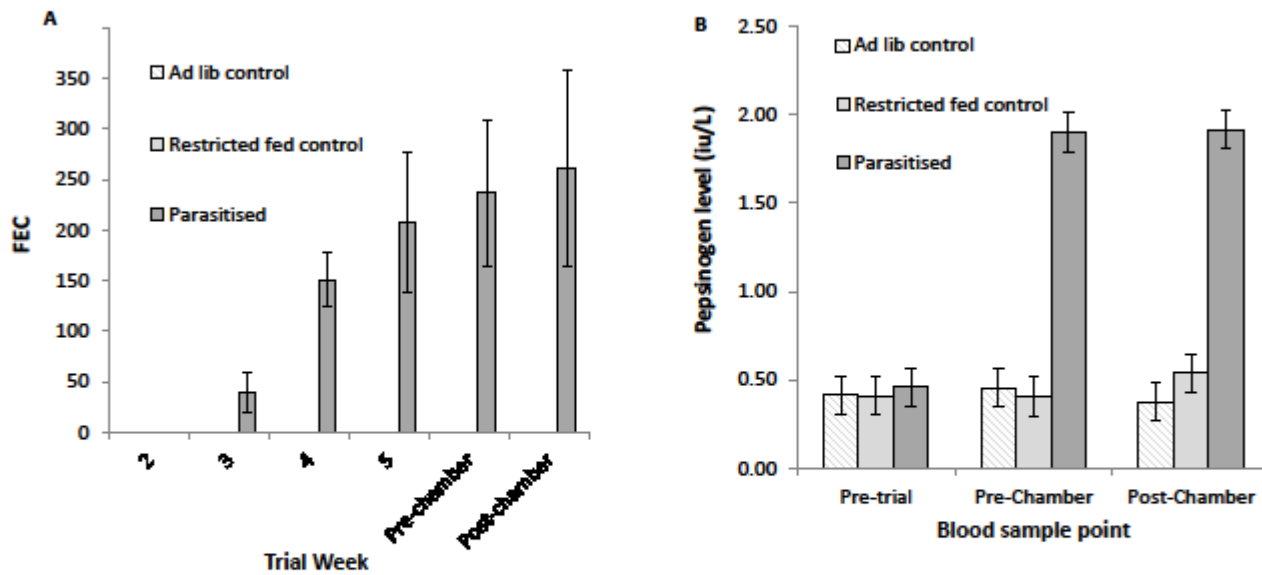 A
350
300
250
200
150
100
50
0
FEC
Ad lib control
Restricted fed control
Parasitised
2
3
4
5
Pre-chamber
Post-chamber
Trial Week
B
2.50
2.00
1.50
1.00
0.50
0.00
Pepsinogen level (iu/L)
Ad lib control
Restricted fed control
Parasitised
Pre-trial
Pre-Chamber
Post-Chamber
Blood sample point